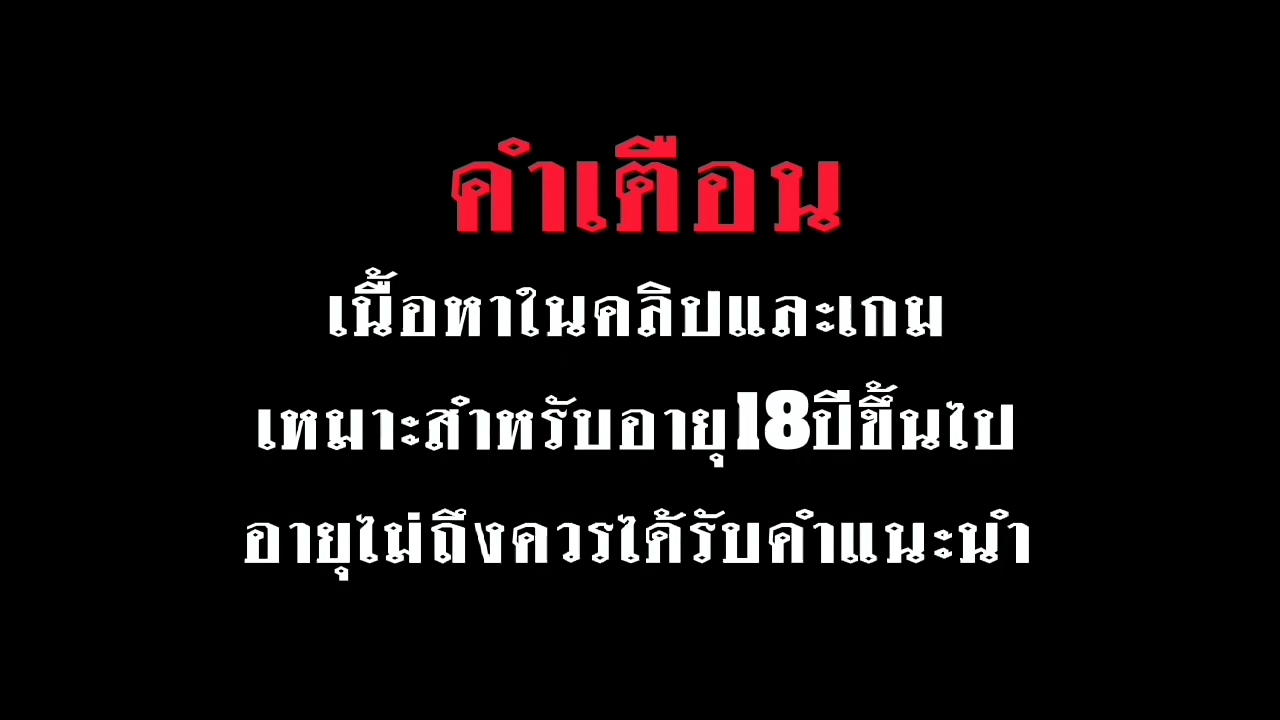 คำเตือน
เนื้อหาในคลิปและเกม
เหมาะสำหรับอายุ18ปีขึ้นไป
อายุไม่ถึงควรได้รับคำแนะนำ